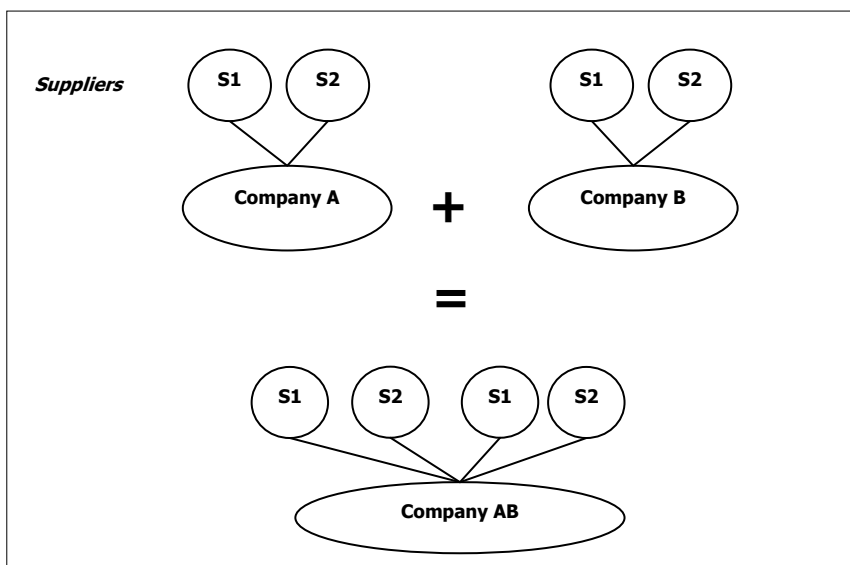 Suppliers
S1
S2
S1
S2
Company A
+
Company B
=
S1
S2
S1
S2
Company AB